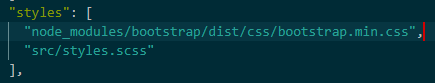 "styles": [
"node_modules/bootstrap/dist/css/bootstrap.min.css",
"src/styles.scss"
],